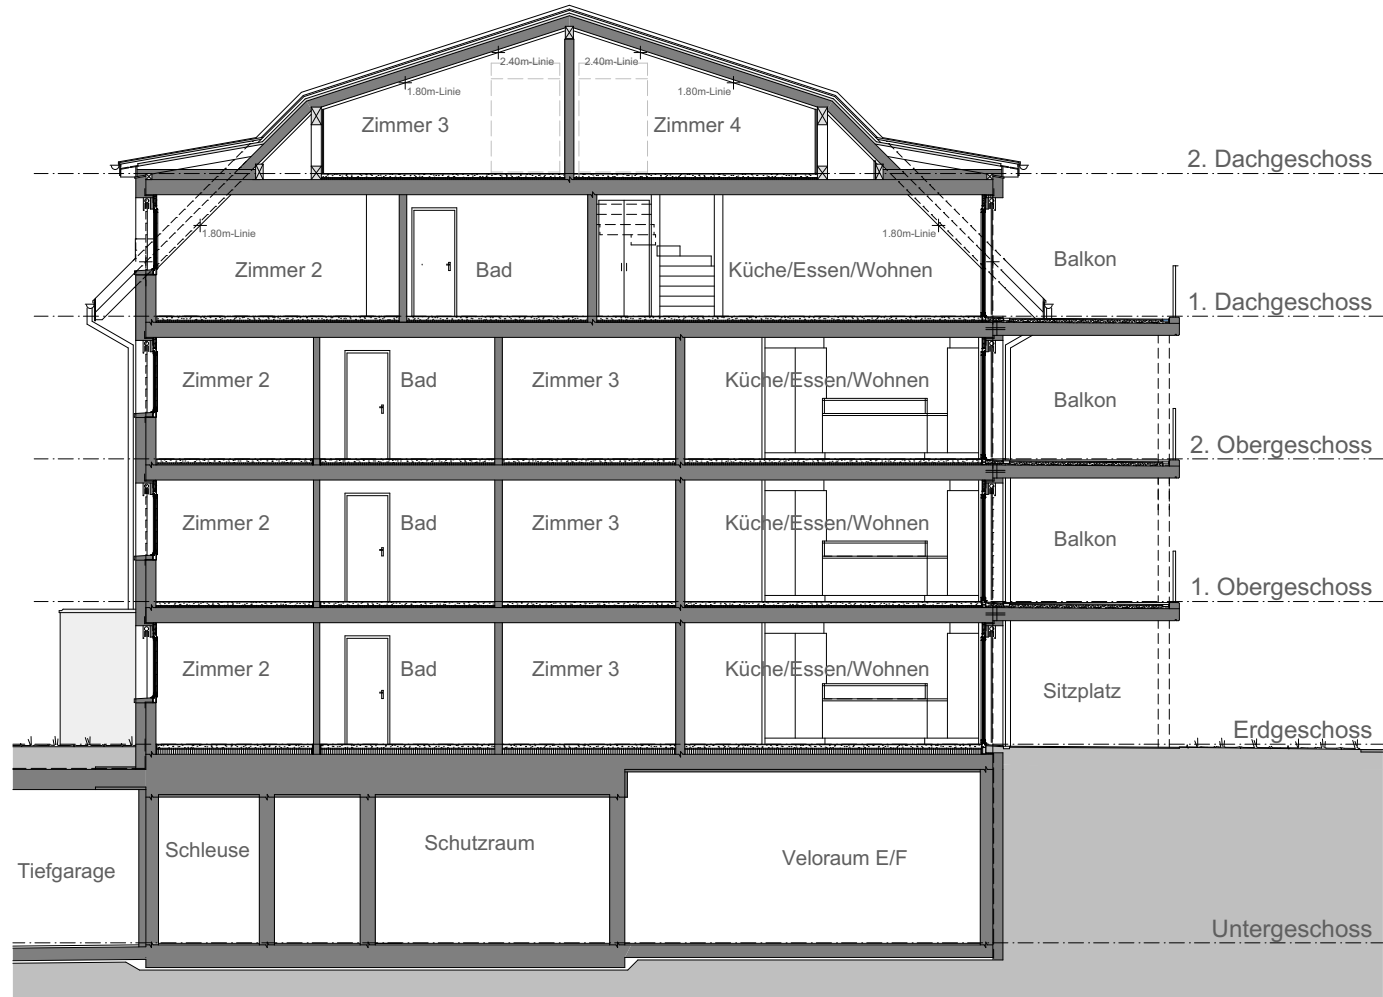 2.40m-Linie 2.40m-Linie
1.80m-Linie 1.80m-Linie
Zimmer 3 Zimmer 4
2. Dachgeschoss
1.80m-Linie 1.80m-Linie
Zimmer 2 Bad Küche/Essen/Wohnen Balkon
1. Dachgeschoss
Zimmer 2 Bad Zimmer 3 Küche/Essen/Wohnen Balkon
2. Obergeschoss
Zimmer 2 Bad Zimmer 3 Küche/Essen/Wohnen Balkon
1. Obergeschoss
Zimmer 2 Bad Zimmer 3 Küche/Essen/Wohnen Sitzplatz
Erdgeschoss
Tiefgarage Schleuse Schutzraum Veloraum E/F
Untergeschoss